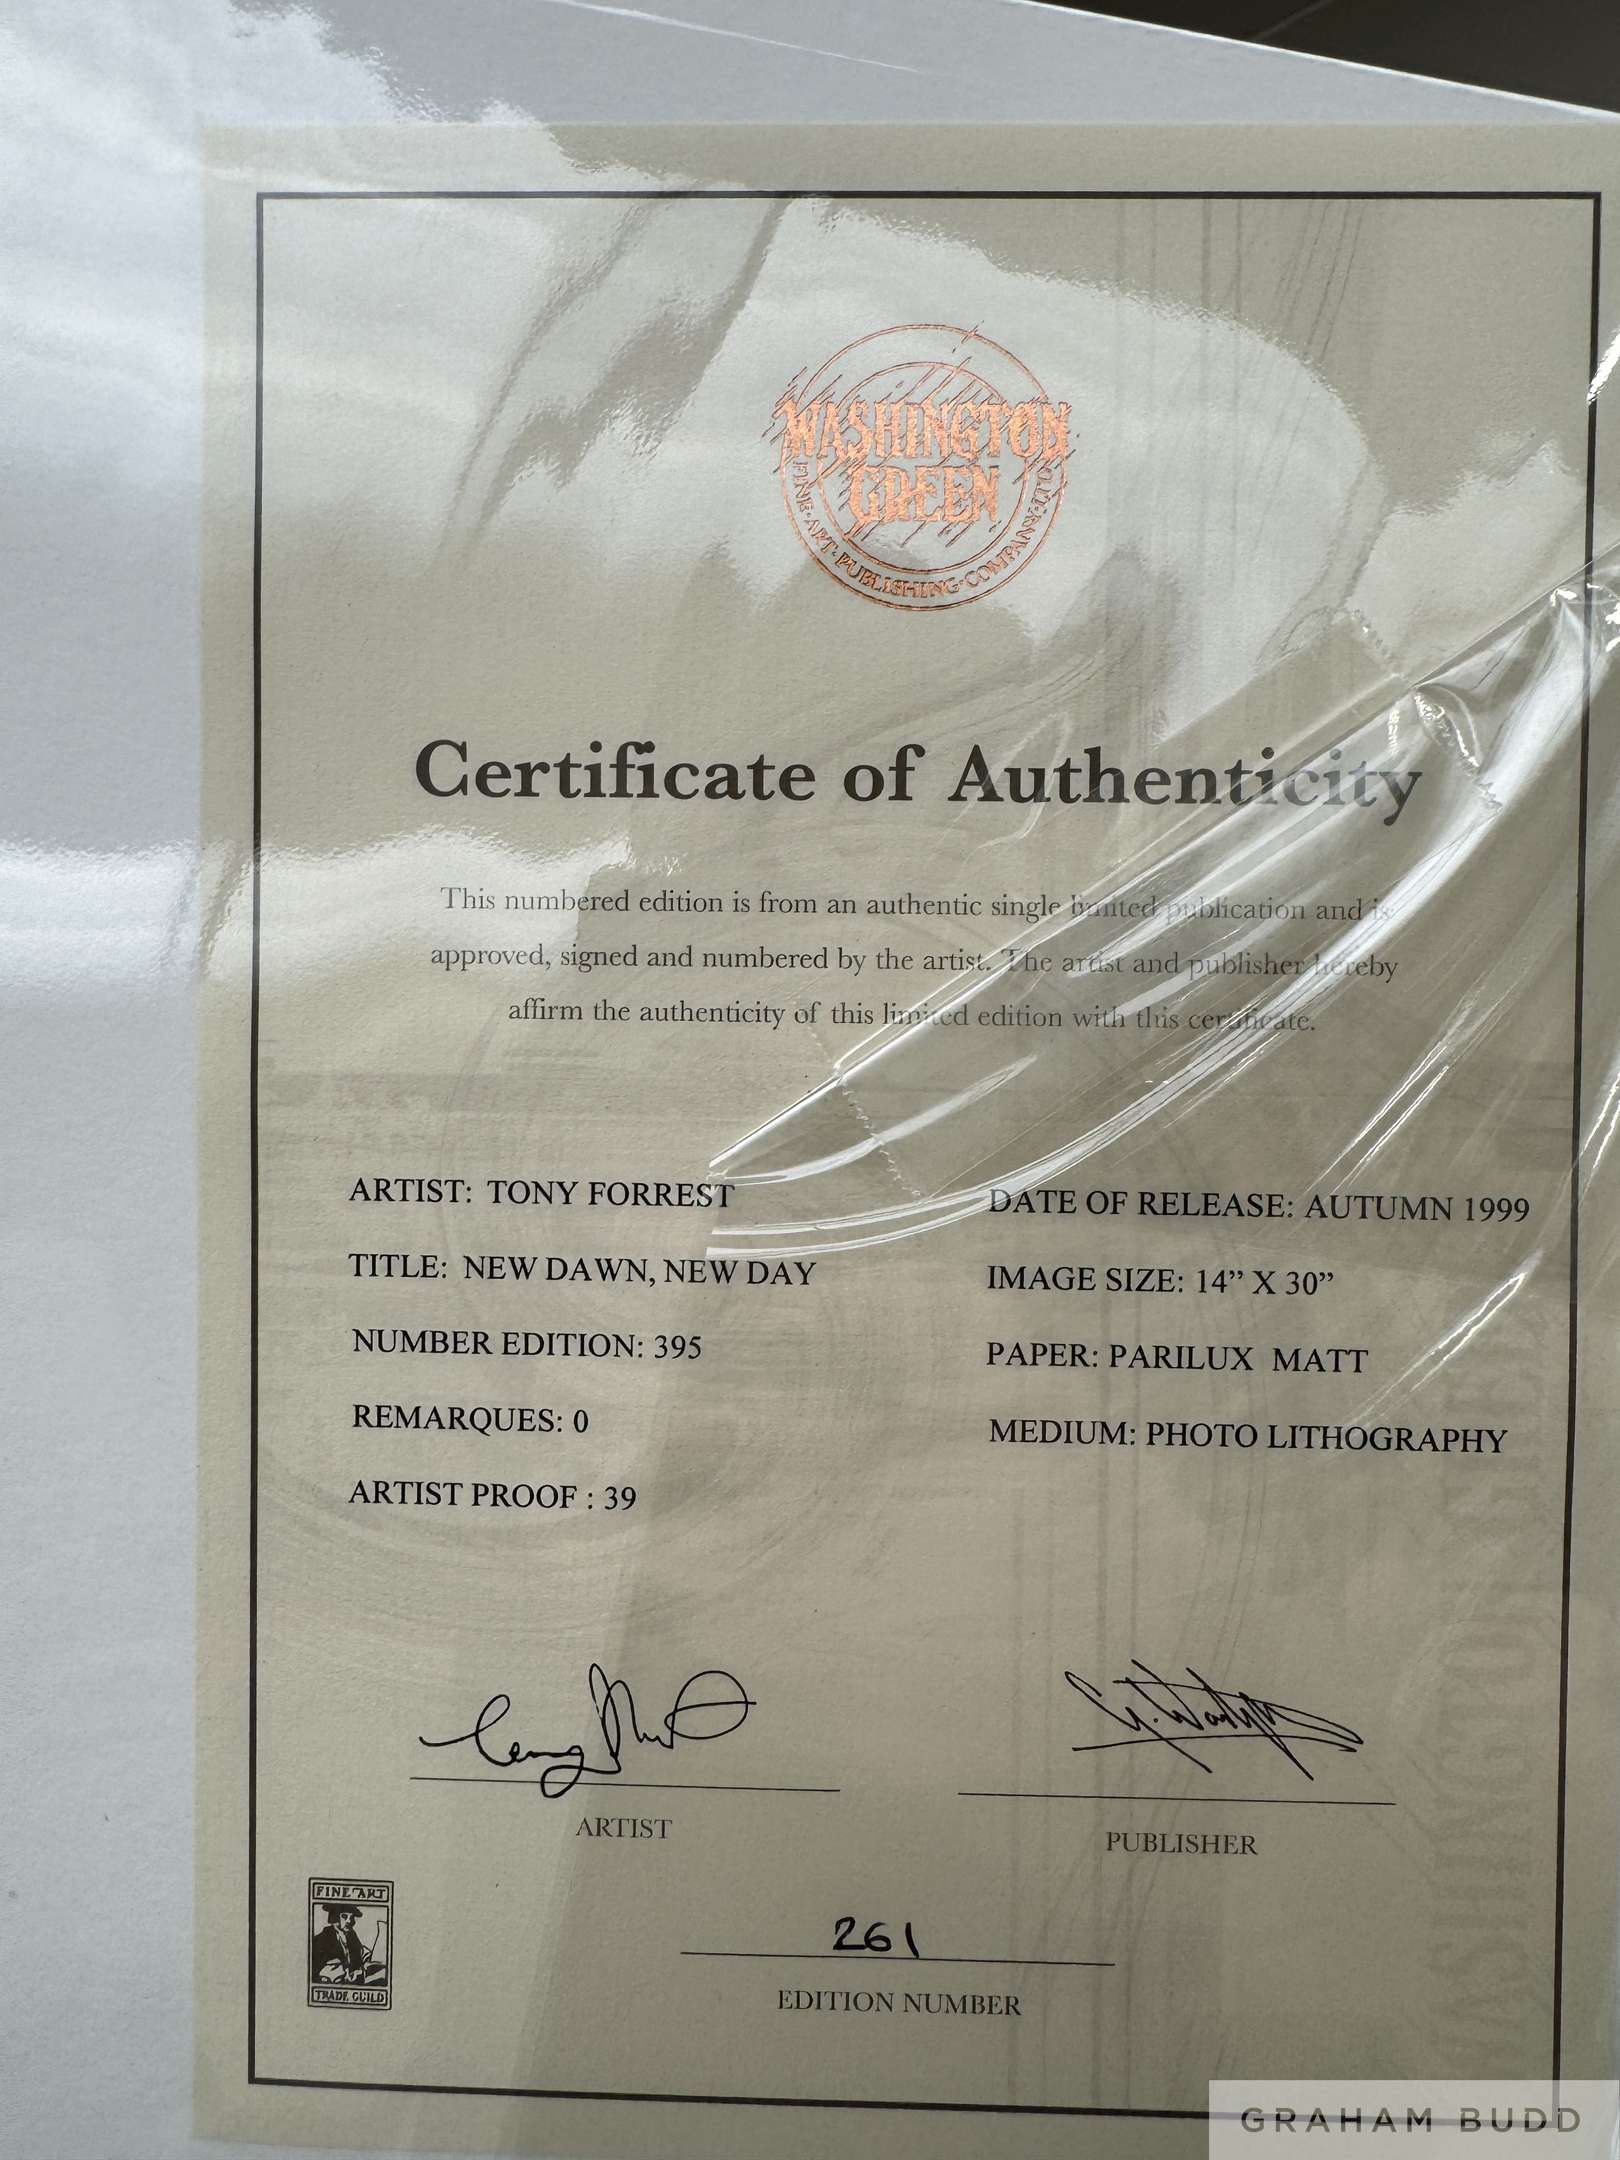 WASHINGTON
GREEN
FINE · ART · PUBLISHING · COMPANY · LTD
Certificate of Authenticity
This numbered edition is from an authentic single limited publication and is
approved, signed and numbered by the artist. The artist and publisher hereby
affirm the authenticity of this limited edition with this certificate.
ARTIST: TONY FORREST
TITLE: NEW DAWN, NEW DAY
NUMBER EDITION: 395
REMARQUES: 0
ARTIST PROOF : 39
DATE OF RELEASE: AUTUMN 1999
IMAGE SIZE: 14” X 30”
PAPER: PARILUX MATT
MEDIUM: PHOTO LITHOGRAPHY
ARTIST
PUBLISHER
FINE ART
TRADE GUILD
261
EDITION NUMBER
GRAHAM BUDD